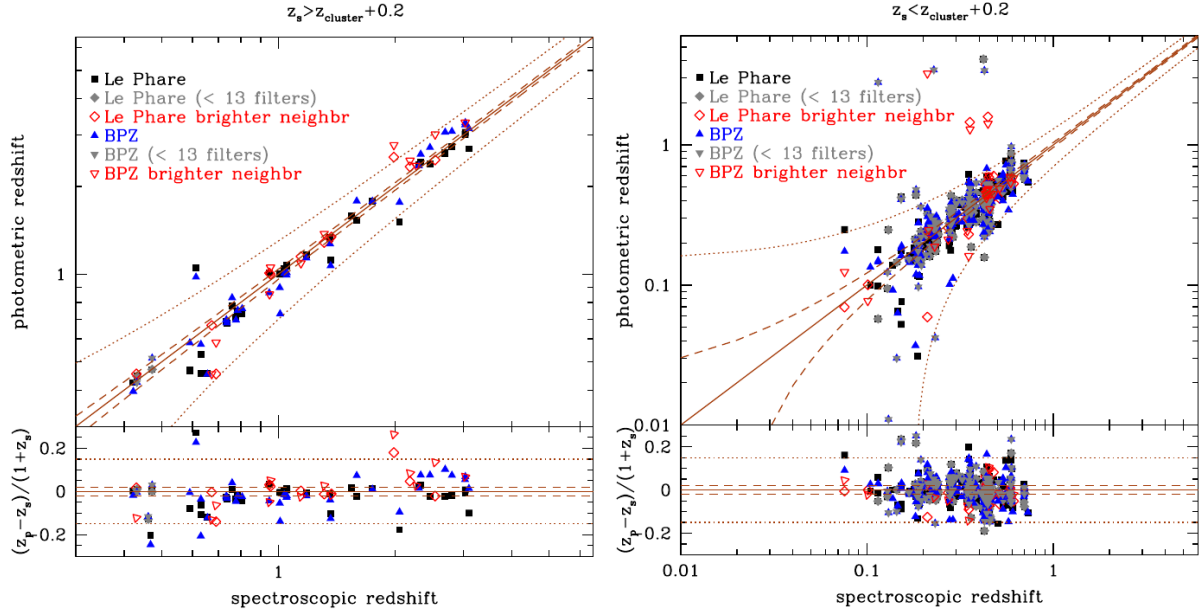 z_s>z_cluster+0.2
photometric redshift
1
Le Phare
Le Phare (< 13 filters)
Le Phare brighter neighbr
BPZ
BPZ (< 13 filters)
BPZ brighter neighbr
(z_p−z_s)/(1+z_s)
0.2
0
−0.2
1
spectroscopic redshift
z_s<z_cluster+0.2
photometric redshift
1
0.1
0.01
Le Phare
Le Phare (< 13 filters)
Le Phare brighter neighbr
BPZ
BPZ (< 13 filters)
BPZ brighter neighbr
(z_p−z_s)/(1+z_s)
0.2
0
−0.2
0.01 0.1 1
spectroscopic redshift